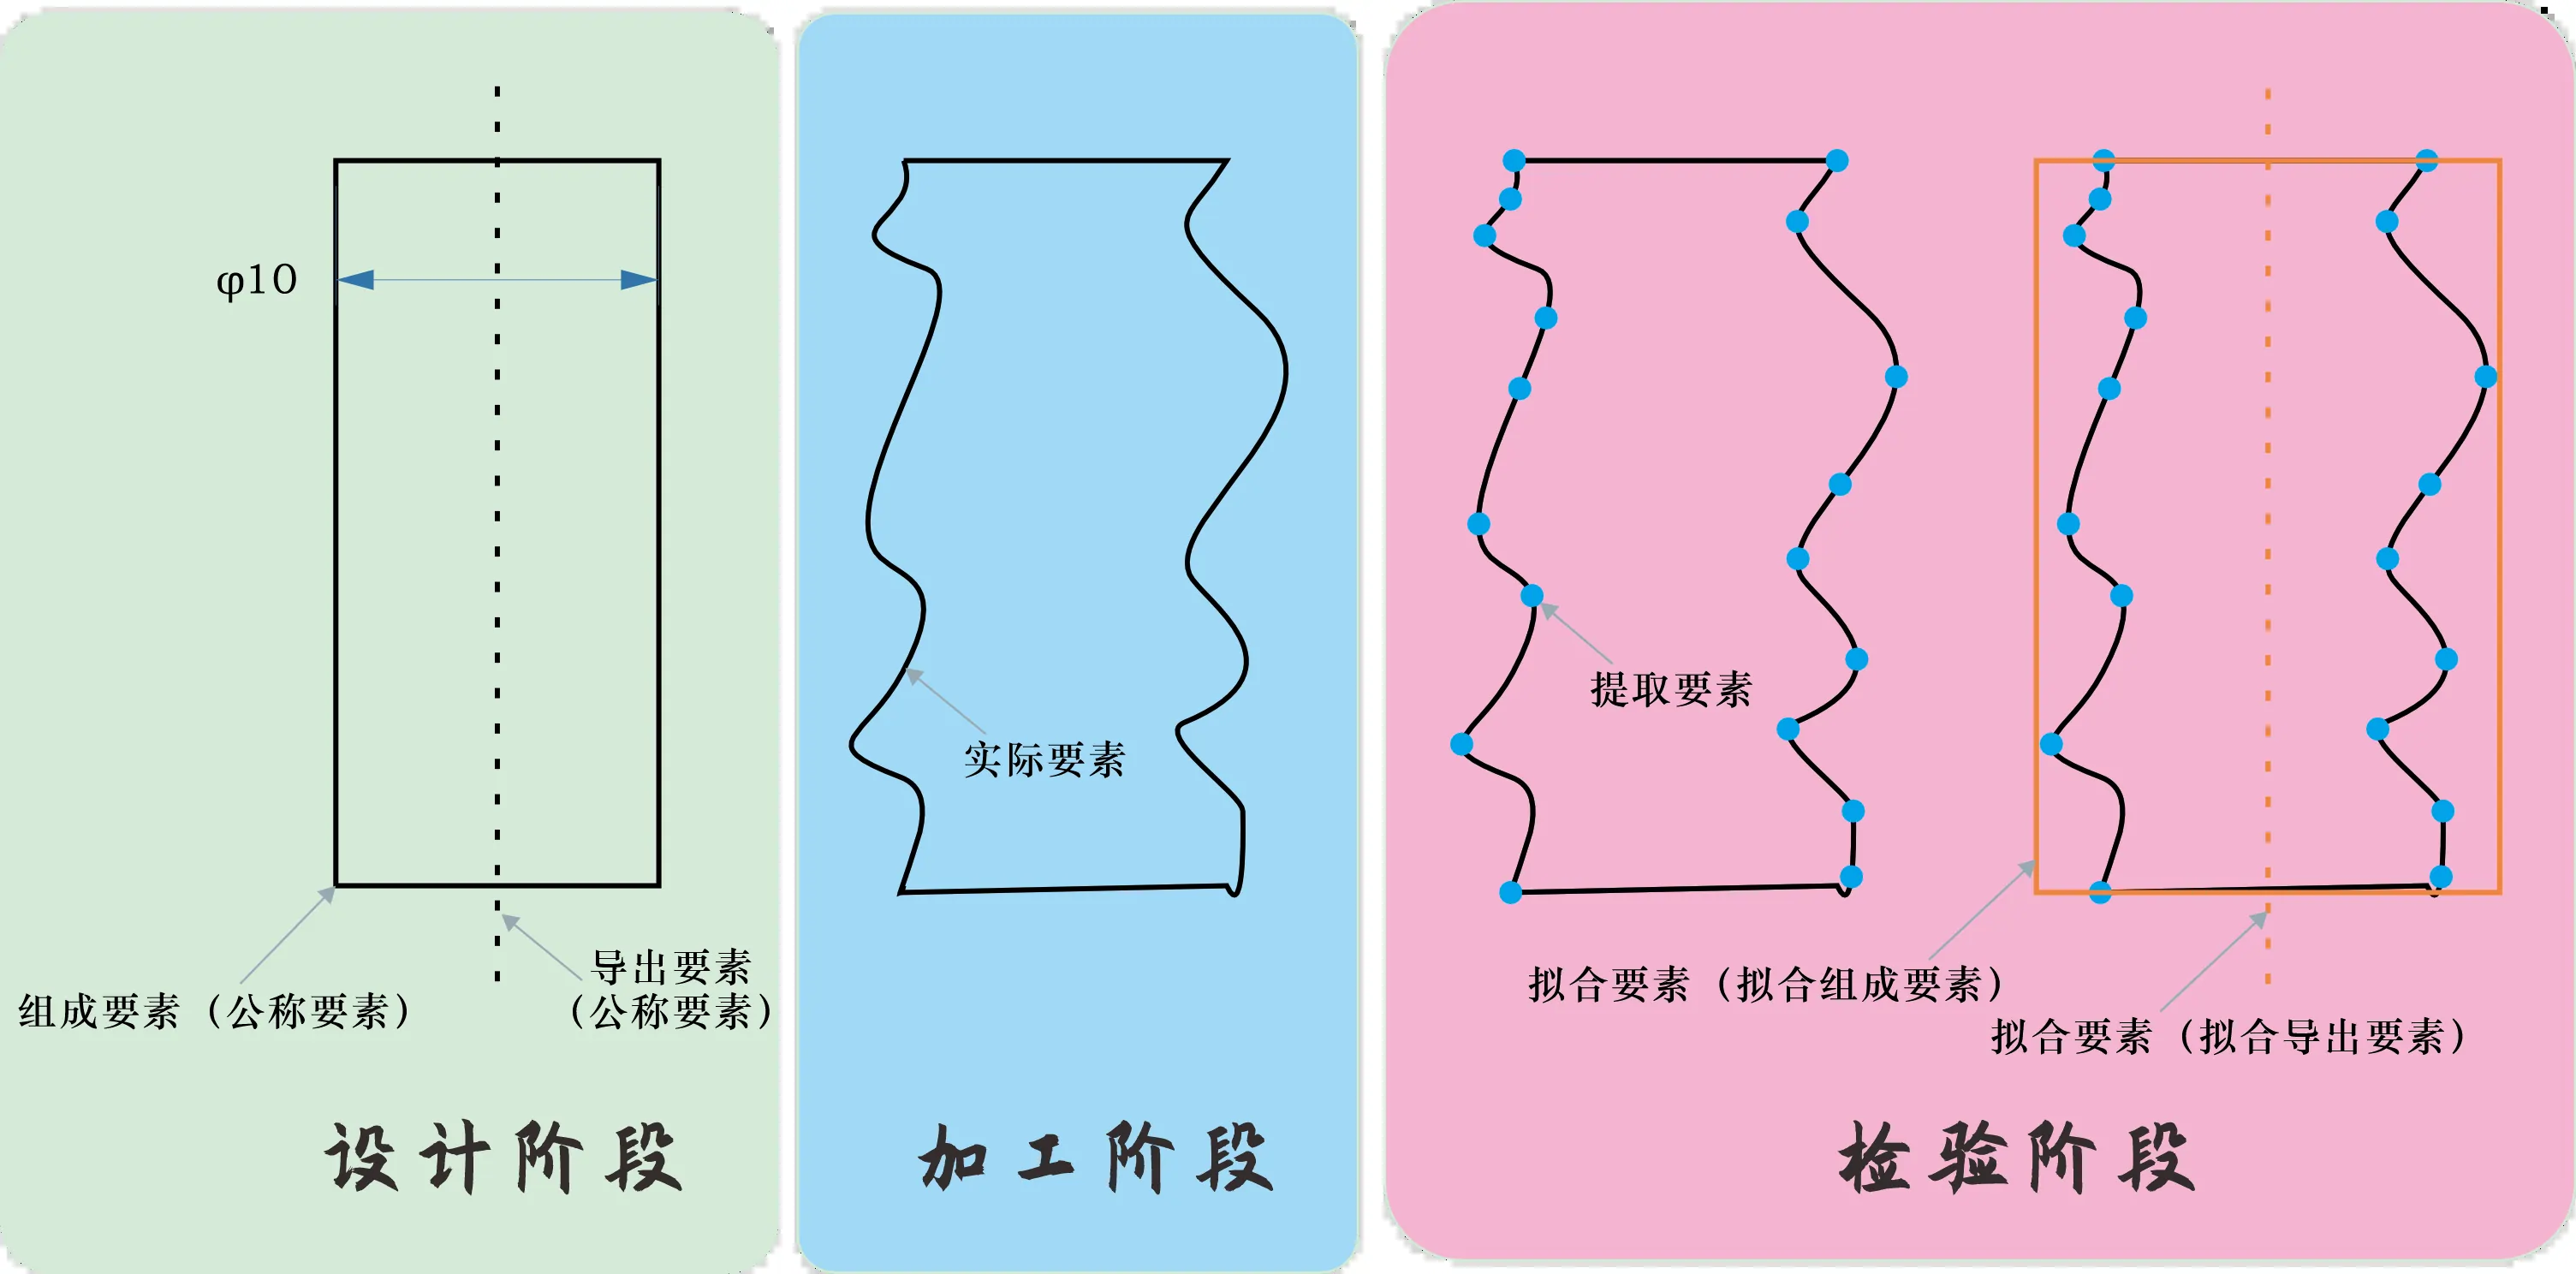 φ10
组成要素（公称要素）
导出要素
（公称要素）
设计阶段
实际要素
加工阶段
提取要素
拟合要素（拟合组成要素）
拟合要素（拟合导出要素）
检验阶段